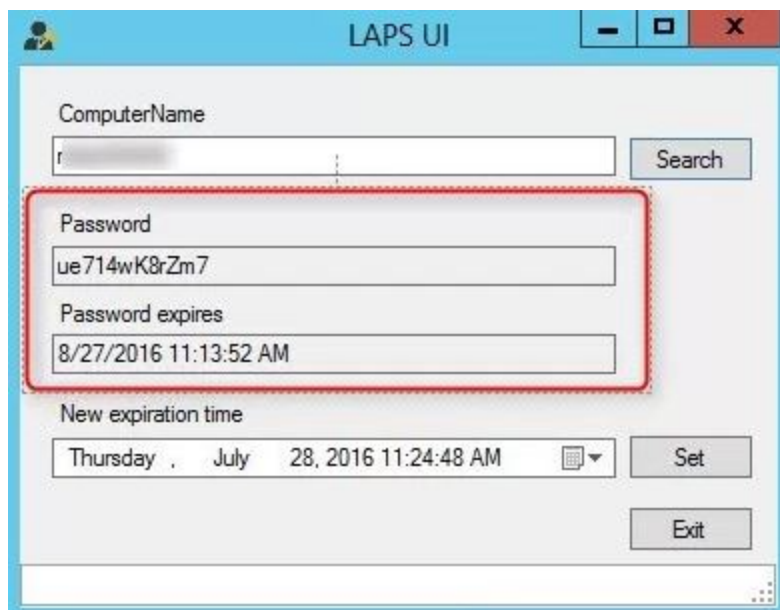 LAPS UI
ComputerName
Search
Password
ue714wK8rZm7
Password expires
8/27/2016 11:13:52 AM
New expiration time
Thursday , July 28, 2016 11:24:48 AM
Set
Exit